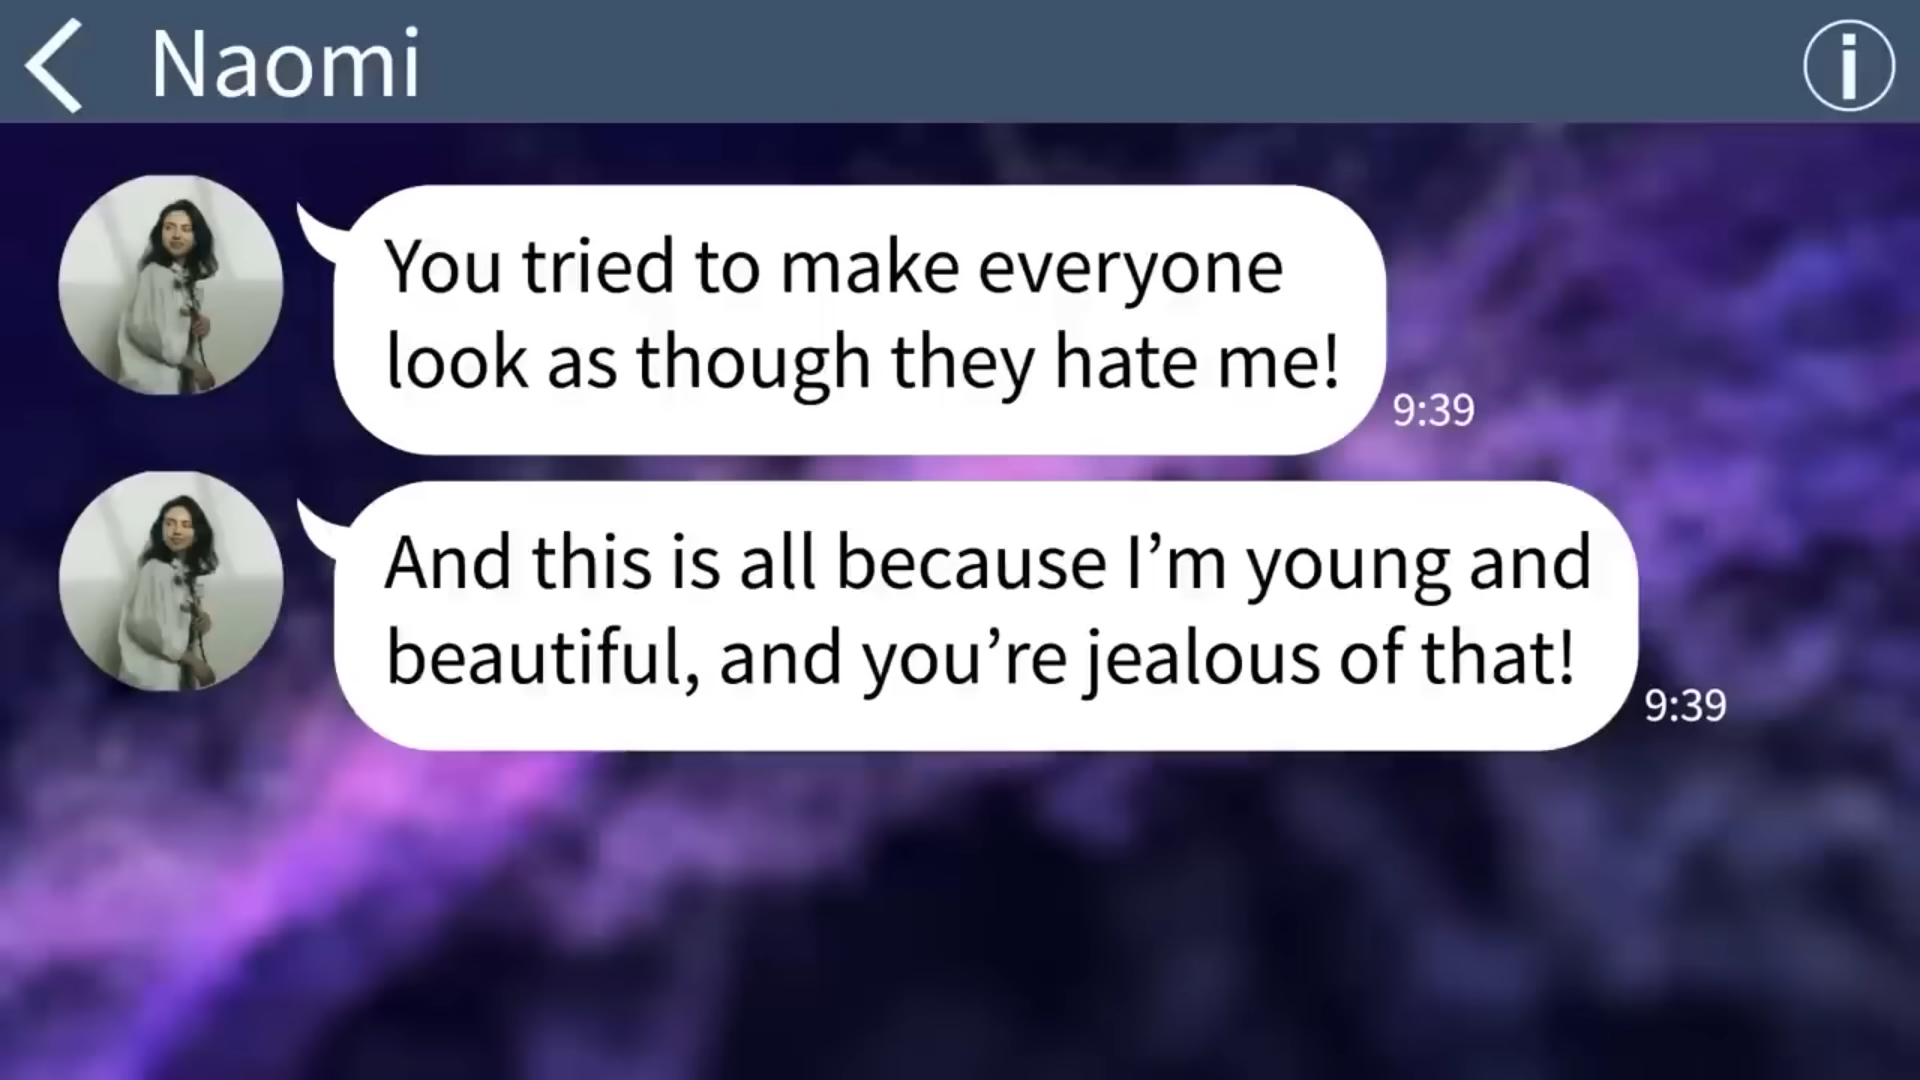 Naomi
You tried to make everyone
look as though they hate me!
9:39
And this is all because I’m young and
beautiful, and you’re jealous of that!
9:39